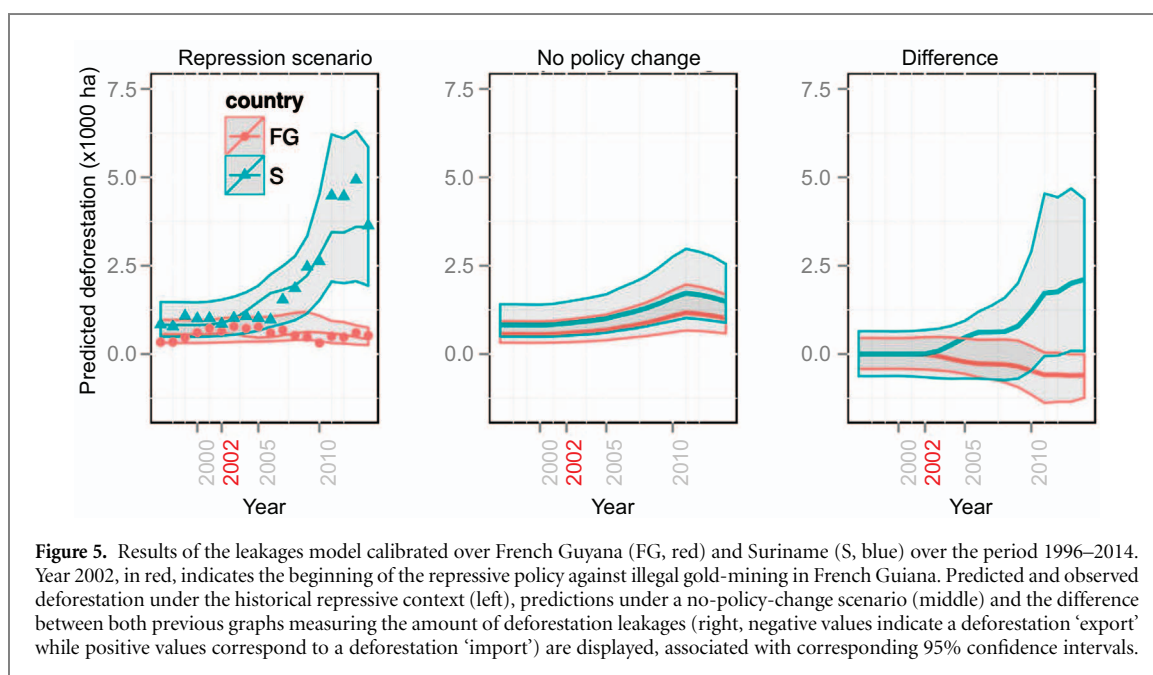 Repression scenario
No policy change
Difference
Predicted deforestation (x1000 ha)
7.5
5.0
2.5
0.0
country
FG
S
2000
2002
2005
2010
Year
7.5
5.0
2.5
0.0
2000
2002
2005
2010
Year
7.5
5.0
2.5
0.0
2000
2002
2005
2010
Year
Figure 5. Results of the leakages model calibrated over French Guyana (FG, red) and Suriname (S, blue) over the period 1996–2014.
Year 2002, in red, indicates the beginning of the repressive policy against illegal gold-mining in French Guiana. Predicted and observed
deforestation under the historical repressive context (left), predictions under a no-policy-change scenario (middle) and the difference
between both previous graphs measuring the amount of deforestation leakages (right, negative values indicate a deforestation ‘export’
while positive values correspond to a deforestation ‘import’) are displayed, associated with corresponding 95% confidence intervals.